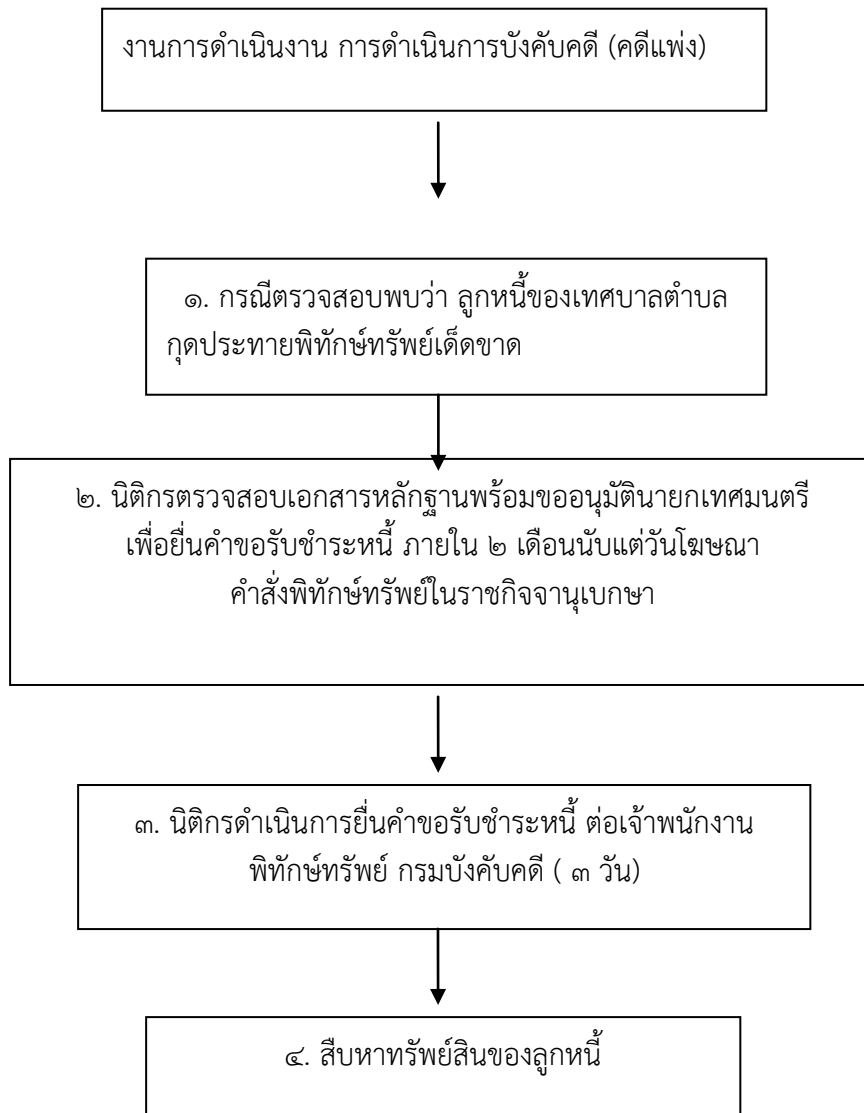 งานการดำเนินงาน การดำเนินการบังคับคดี (คดีแพ่ง)
๑. กรณีตรวจสอบพบว่า ลูกหนี้ของเทศบาลตำบล
กุดประทายพิทักษ์ทรัพย์เด็ดขาด
๒. นิติกรตรวจสอบเอกสารหลักฐานพร้อมขออนุมัตินายกเทศมนตรี
เพื่อยื่นคำขอรับชำระหนี้ ภายใน ๒ เดือนนับแต่วันโฆษณา
คำสั่งพิทักษ์ทรัพย์ในราชกิจจานุเบกษา
๓. นิติกรดำเนินการยื่นคำขอรับชำระหนี้ ต่อเจ้าพนักงาน
พิทักษ์ทรัพย์ กรมบังคับคดี ( ๓ วัน)
๔. สืบหาทรัพย์สินของลูกหนี้